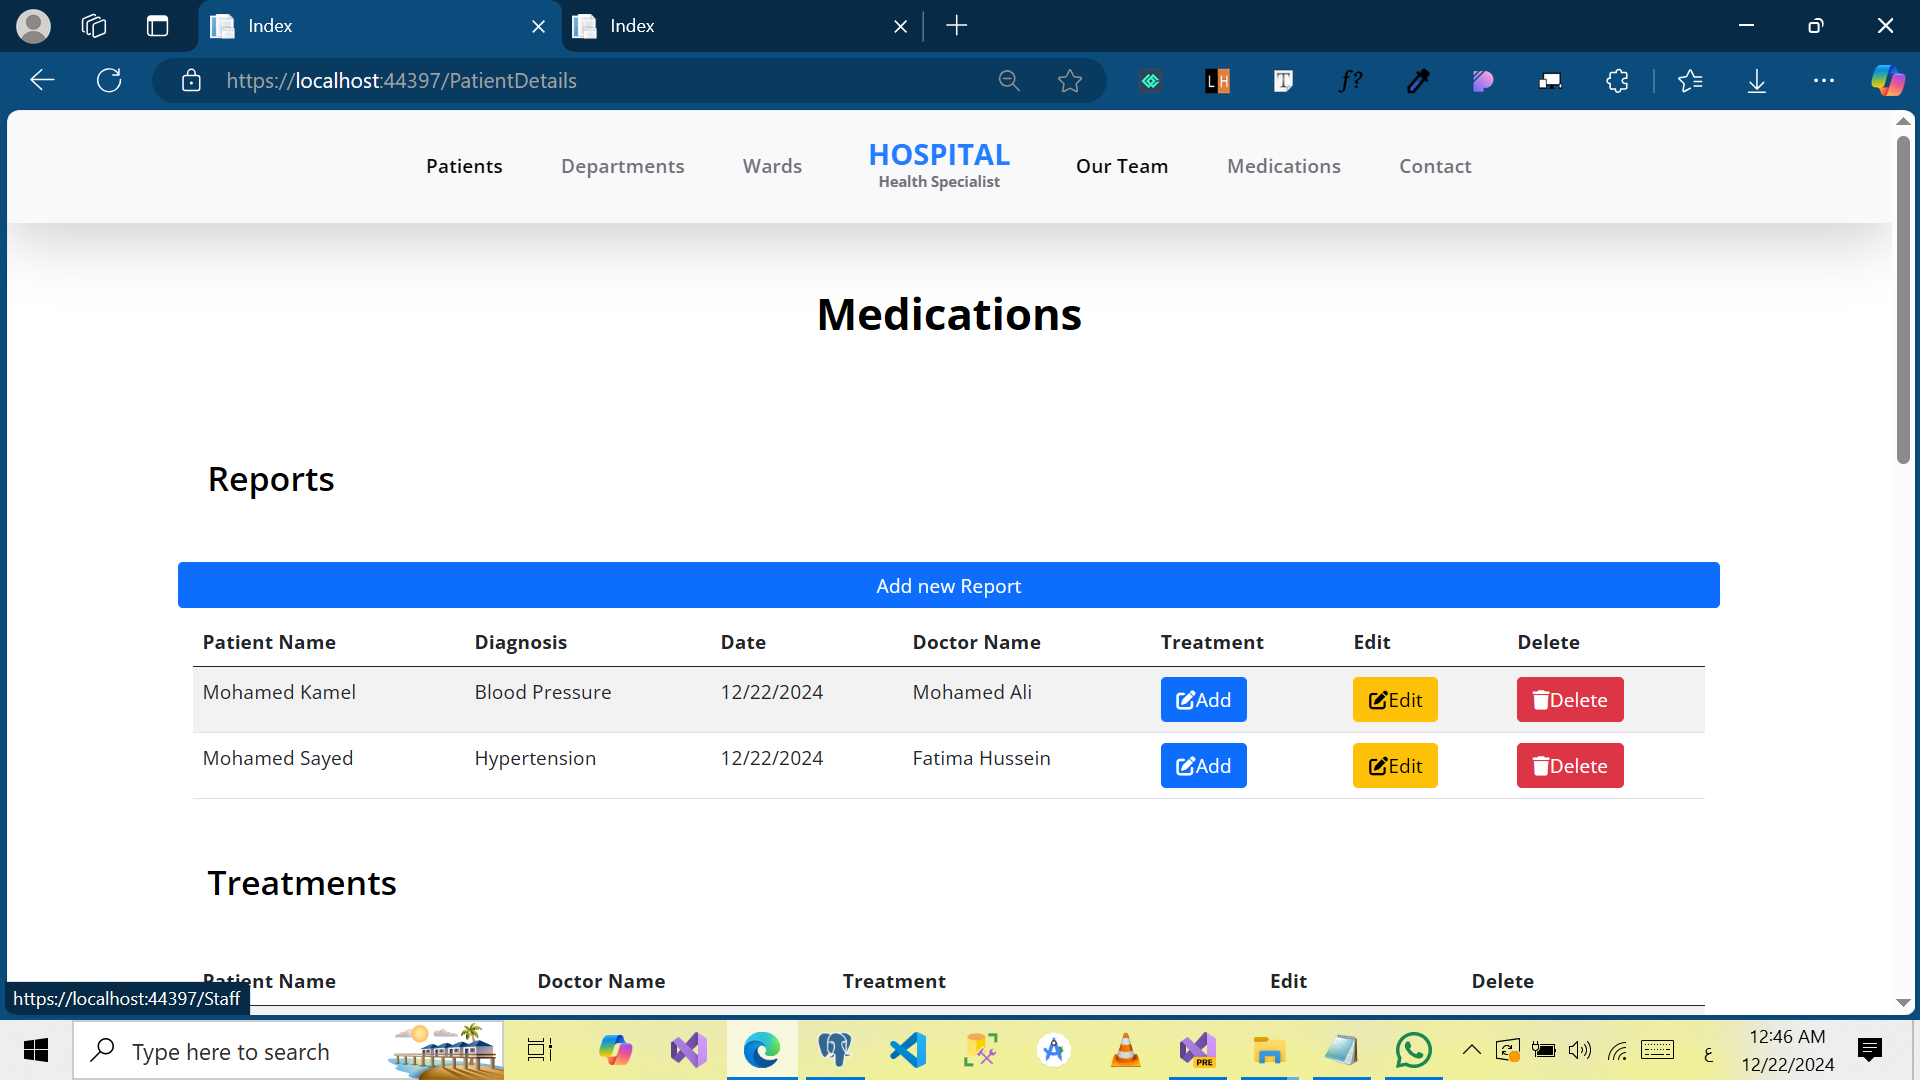 Index
Index
https://localhost:44397/PatientDetails
LH
T
f?
Patients
Departments
Wards
HOSPITAL
Health Specialist
Our Team
Medications
Contact
Medications
Reports
Add new Report
Patient Name Diagnosis Date Doctor Name Treatment Edit Delete
Mohamed Kamel Blood Pressure 12/22/2024 Mohamed Ali Add Edit Delete
Mohamed Sayed Hypertension 12/22/2024 Fatima Hussein Add Edit Delete
Treatments
Patient Name Doctor Name Treatment Edit Delete
https://localhost:44397/Staff
Type here to search
PRE
ع
12:46 AM
12/22/2024